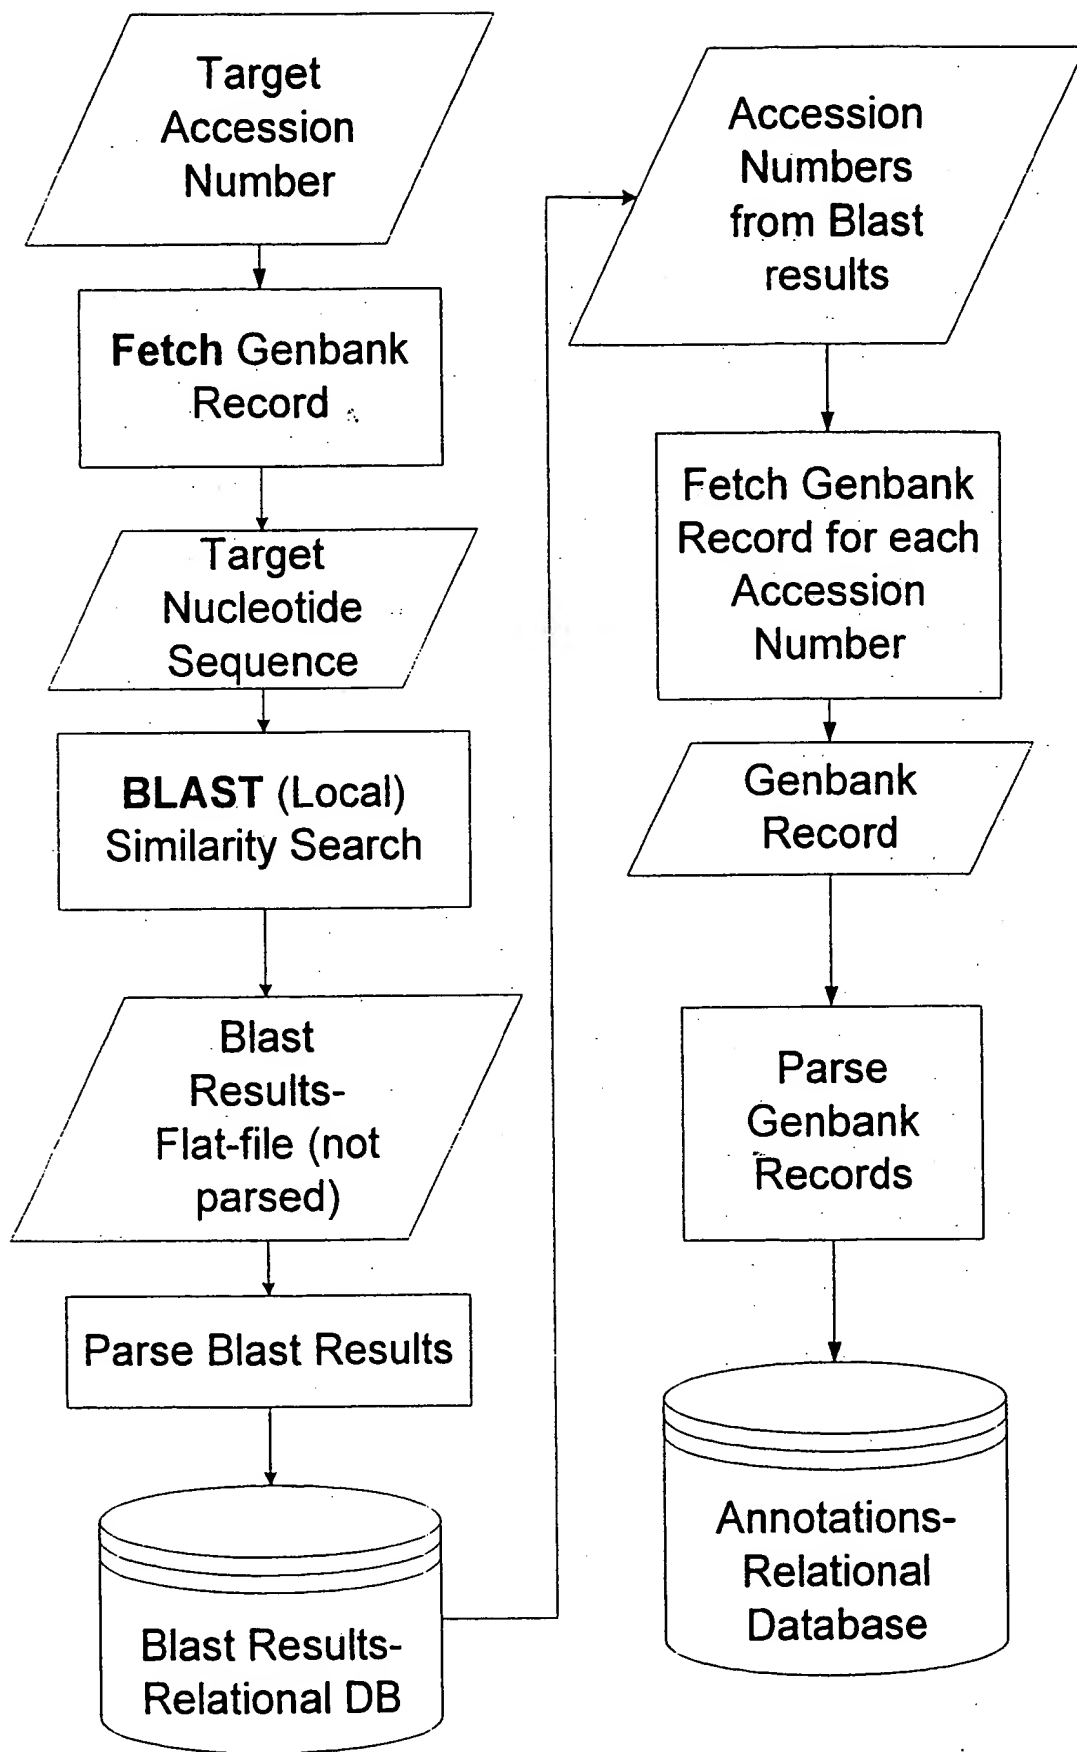 Target
Accession
Number
Fetch Genbank
Record
Target
Nucleotide
Sequence
BLAST (Local)
Similarity Search
Blast
Results-
Flat-file (not
parsed)
Parse Blast Results
Blast Results-
Relational DB
Accession
Numbers
from Blast
results
Fetch Genbank
Record for each
Accession
Number
Genbank
Record
Parse
Genbank
Records
Annotations-
Relational
Database